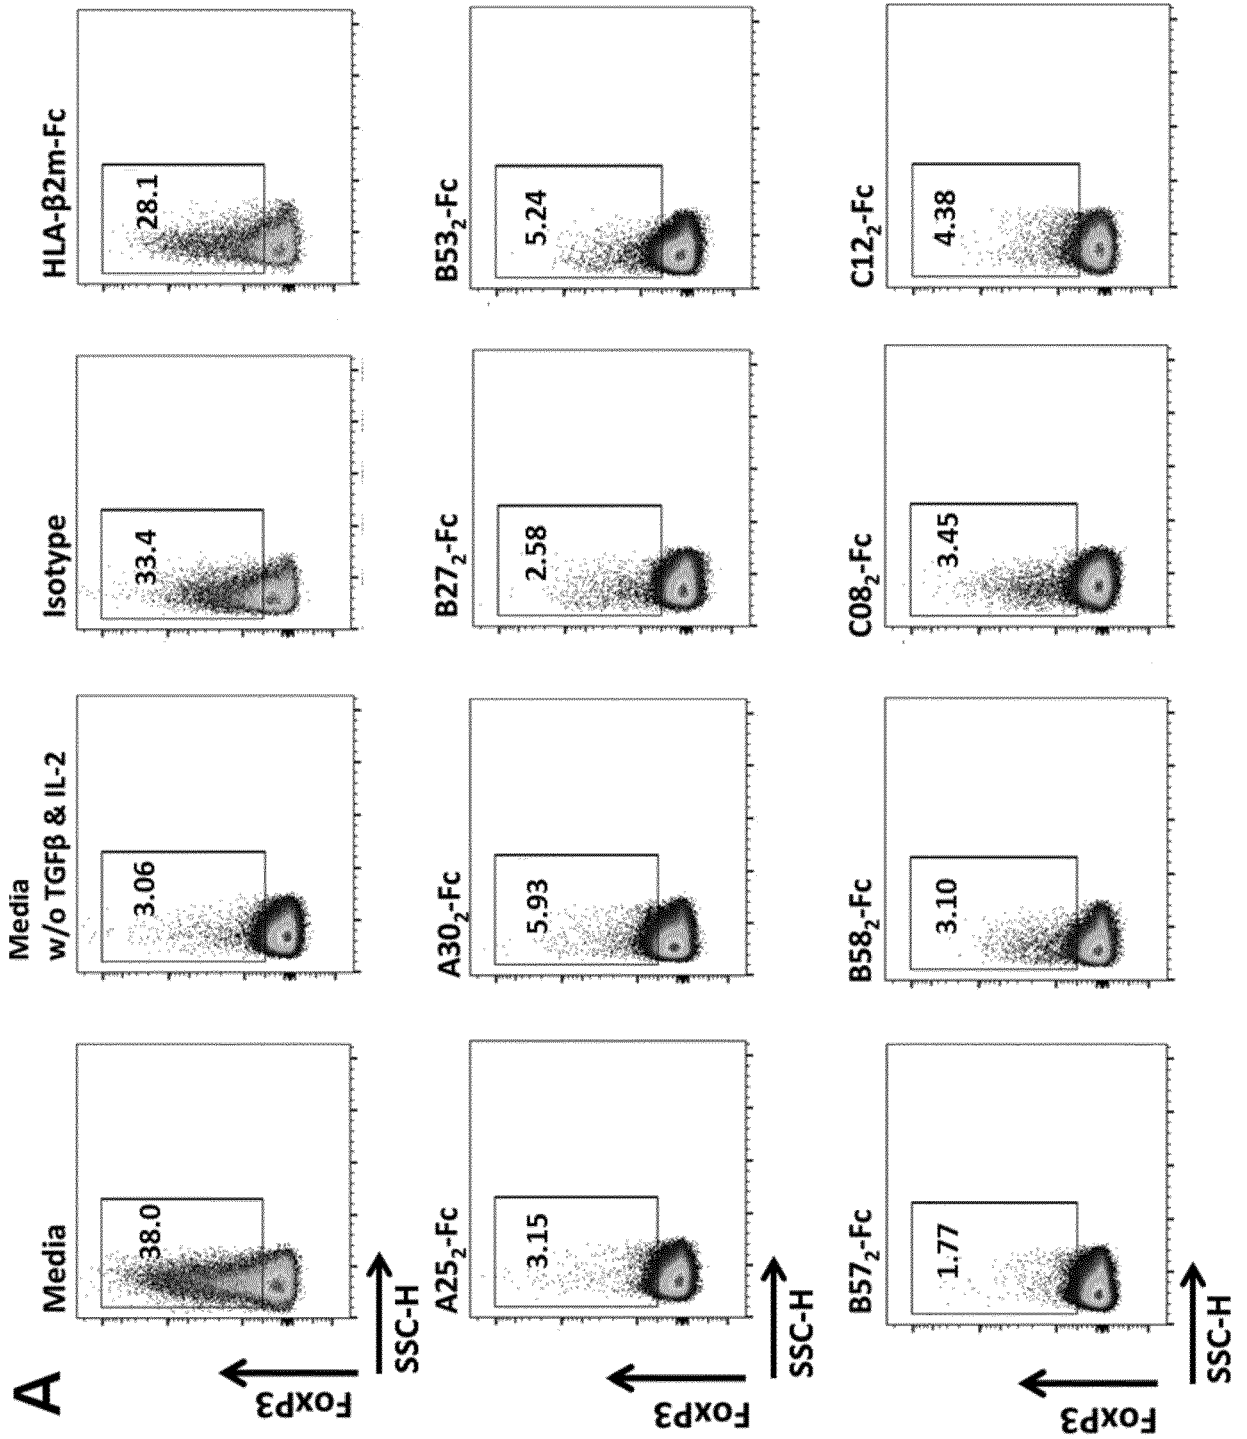 A
Media
Media
w/o TGFβ & IL-2
Isotype
HLA-β2m-Fc
38.0
3.06
33.4
28.1
FoxP3
SSC-H
A25₂-Fc
A30₂-Fc
B27₂-Fc
B53₂-Fc
3.15
5.93
2.58
5.24
FoxP3
SSC-H
B57₂-Fc
B58₂-Fc
C08₂-Fc
C12₂-Fc
1.77
3.10
3.45
4.38
FoxP3
SSC-H